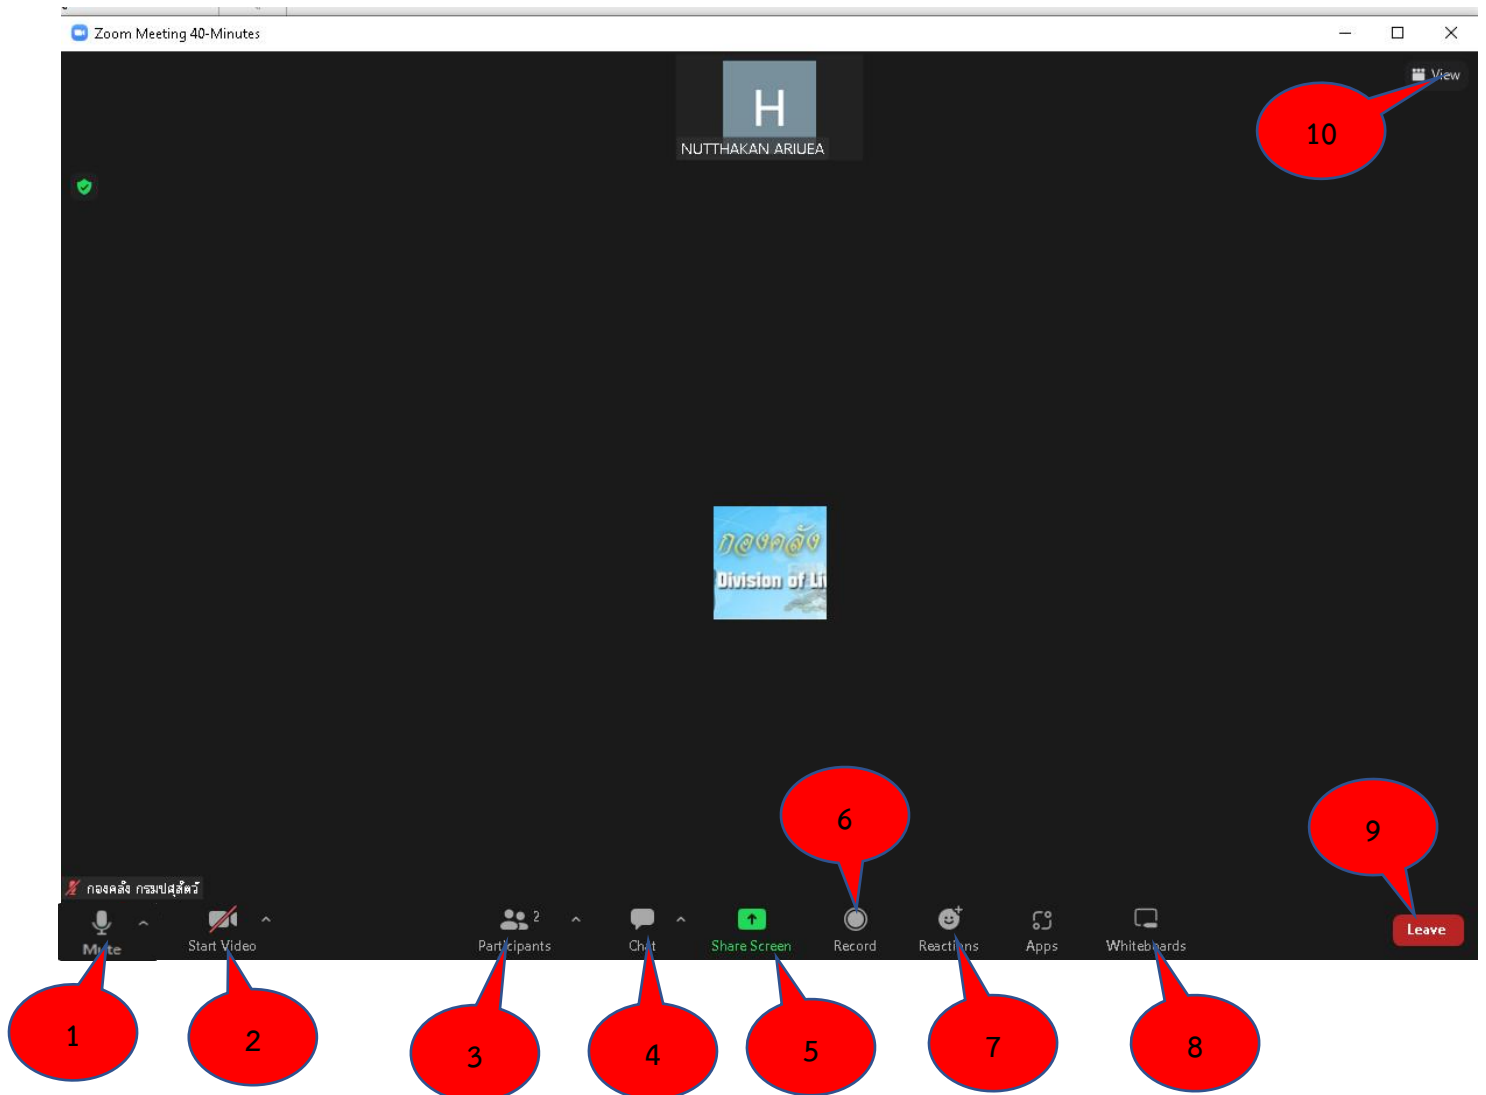 Zoom Meeting 40-Minutes
View
H
NUTTHAKAN ARIUEA
10
กองคลัง
Division of Li
6
9
กองคลัง กรมปศุสัตว์
2
Mute
Start Video
Participants
Chat
Share Screen
Record
Reactions
Apps
Whiteboards
Leave
1
2
3
4
5
7
8